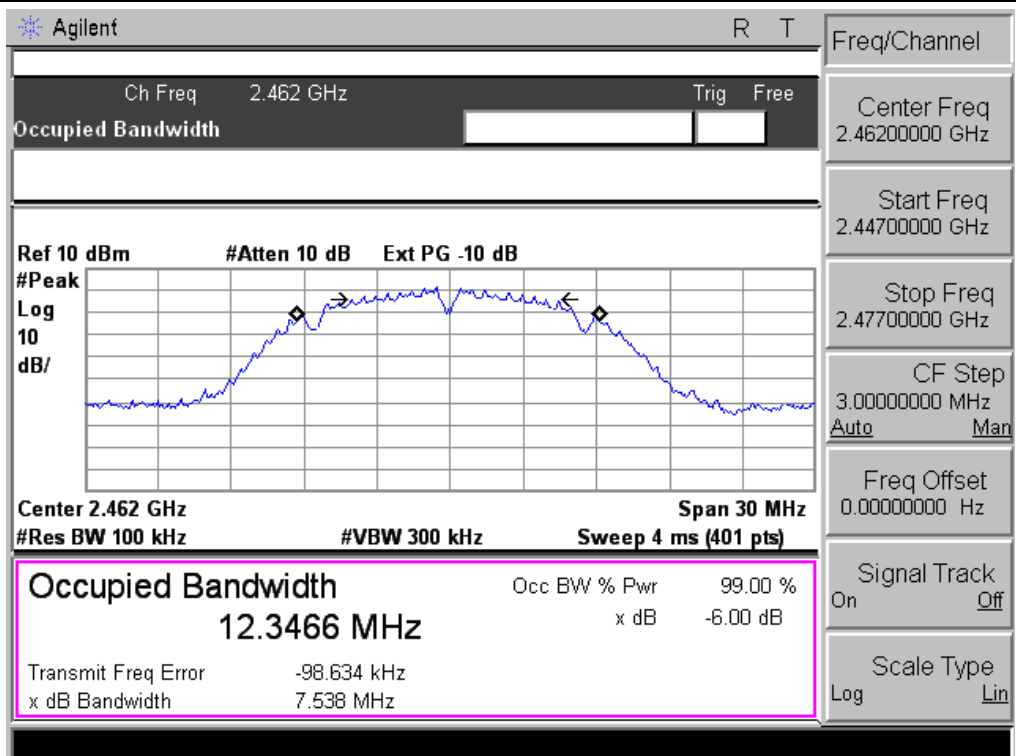 Agilent R T
Ch Freq 2.462 GHz Trig Free
Occupied Bandwidth
Ref 10 dBm #Atten 10 dB Ext PG -10 dB
#Peak
Log
10
dB/
Center 2.462 GHz Span 30 MHz
#Res BW 100 kHz #VBW 300 kHz Sweep 4 ms (401 pts)
Occupied Bandwidth Occ BW % Pwr 99.00 %
12.3466 MHz x dB -6.00 dB
Transmit Freq Error -98.634 kHz
x dB Bandwidth 7.538 MHz
Freq/Channel
Center Freq
2.46200000 GHz
Start Freq
2.44700000 GHz
Stop Freq
2.47700000 GHz
CF Step
3.00000000 MHz
Auto Man
Freq Offset
0.00000000 Hz
Signal Track
On Off
Scale Type
Log Lin